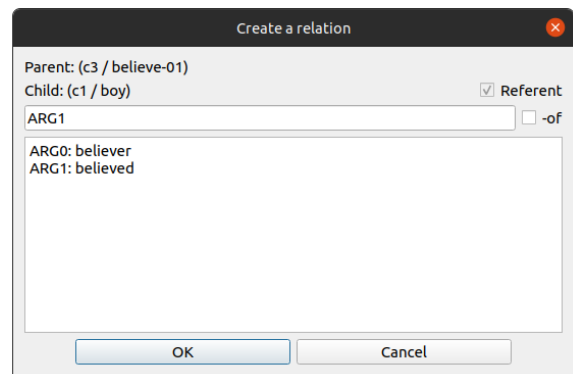 Create a relation
Parent: (c3 / believe-01)
Child: (c1 / boy)
Referent
ARG1
-of
ARG0: believer
ARG1: believed
OK
Cancel